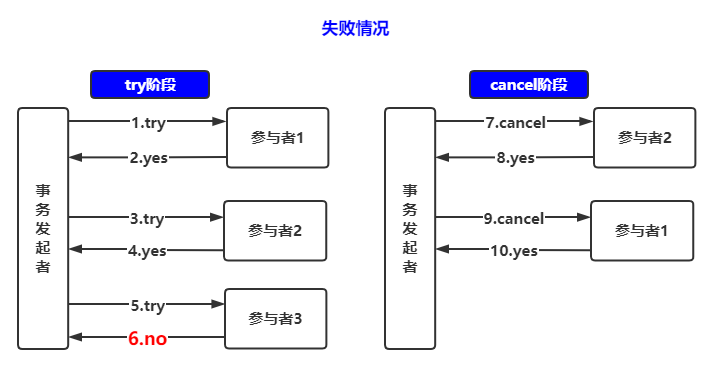 失败情况
try阶段
事务发起者
1.try
参与者1
2.yes
3.try
参与者2
4.yes
5.try
参与者3
6.no
cancel阶段
事务发起者
7.cancel
参与者2
8.yes
9.cancel
参与者1
10.yes